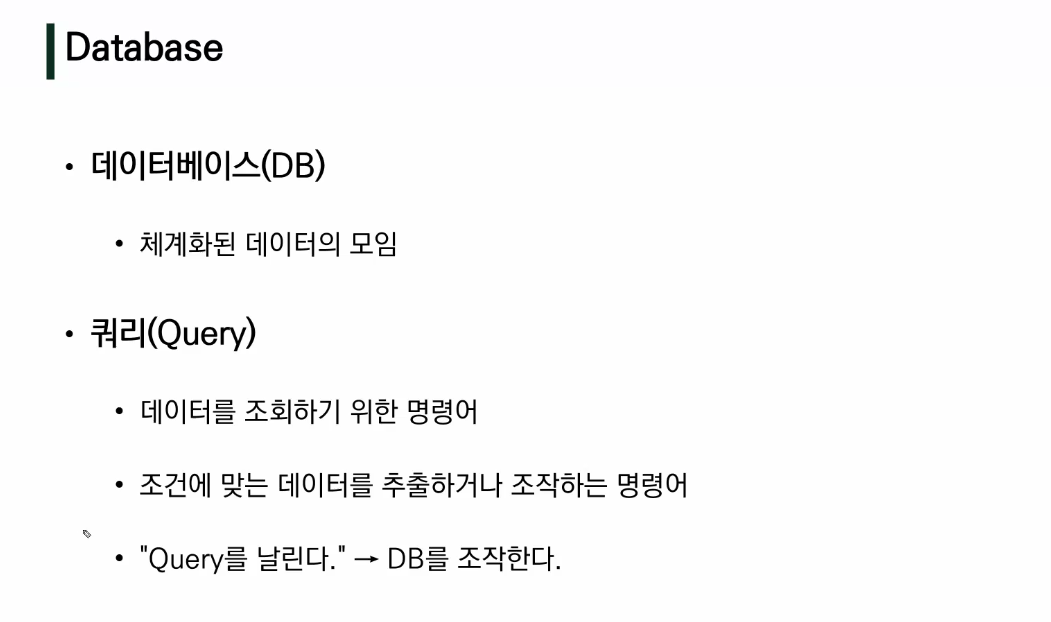 Database
• 데이터베이스(DB)
• 체계화된 데이터의 모임
• 쿼리(Query)
• 데이터를 조회하기 위한 명령어
• 조건에 맞는 데이터를 추출하거나 조작하는 명령어
• "Query를 날린다." → DB를 조작한다.